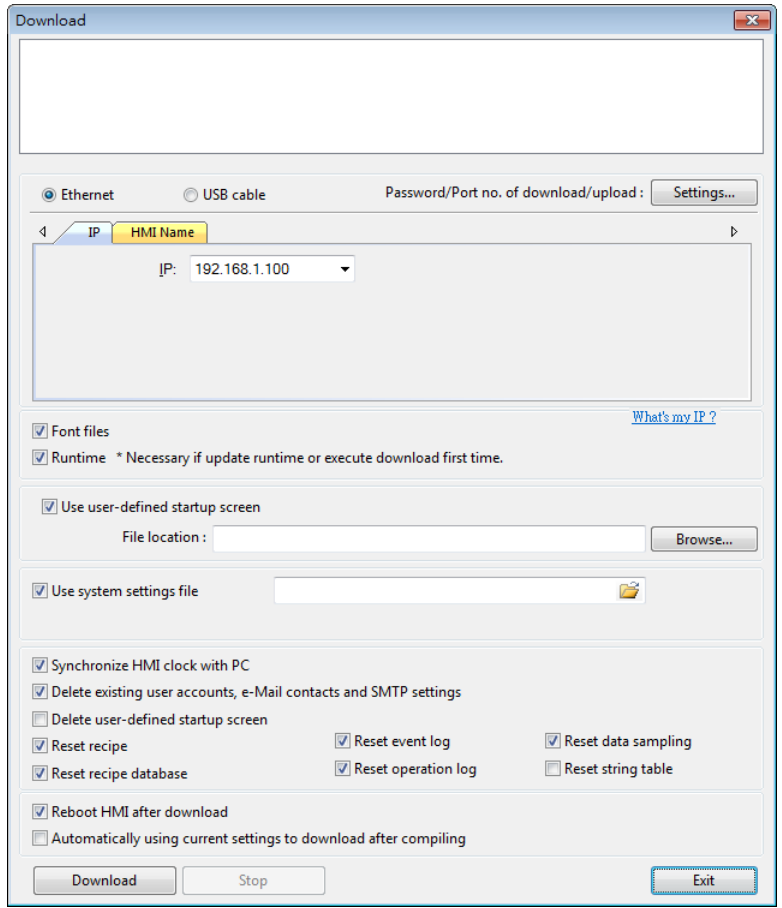 Download
Ethernet USB cable Password/Port no. of download/upload : Settings...
IP HMI Name
IP: 192.168.1.100
What's my IP ?
Font files
Runtime * Necessary if update runtime or execute download first time.
Use user-defined startup screen
File location : Browse...
Use system settings file
Synchronize HMI clock with PC
Delete existing user accounts, e-Mail contacts and SMTP settings
Delete user-defined startup screen
Reset recipe Reset event log Reset data sampling
Reset recipe database Reset operation log Reset string table
Reboot HMI after download
Automatically using current settings to download after compiling
Download Stop Exit